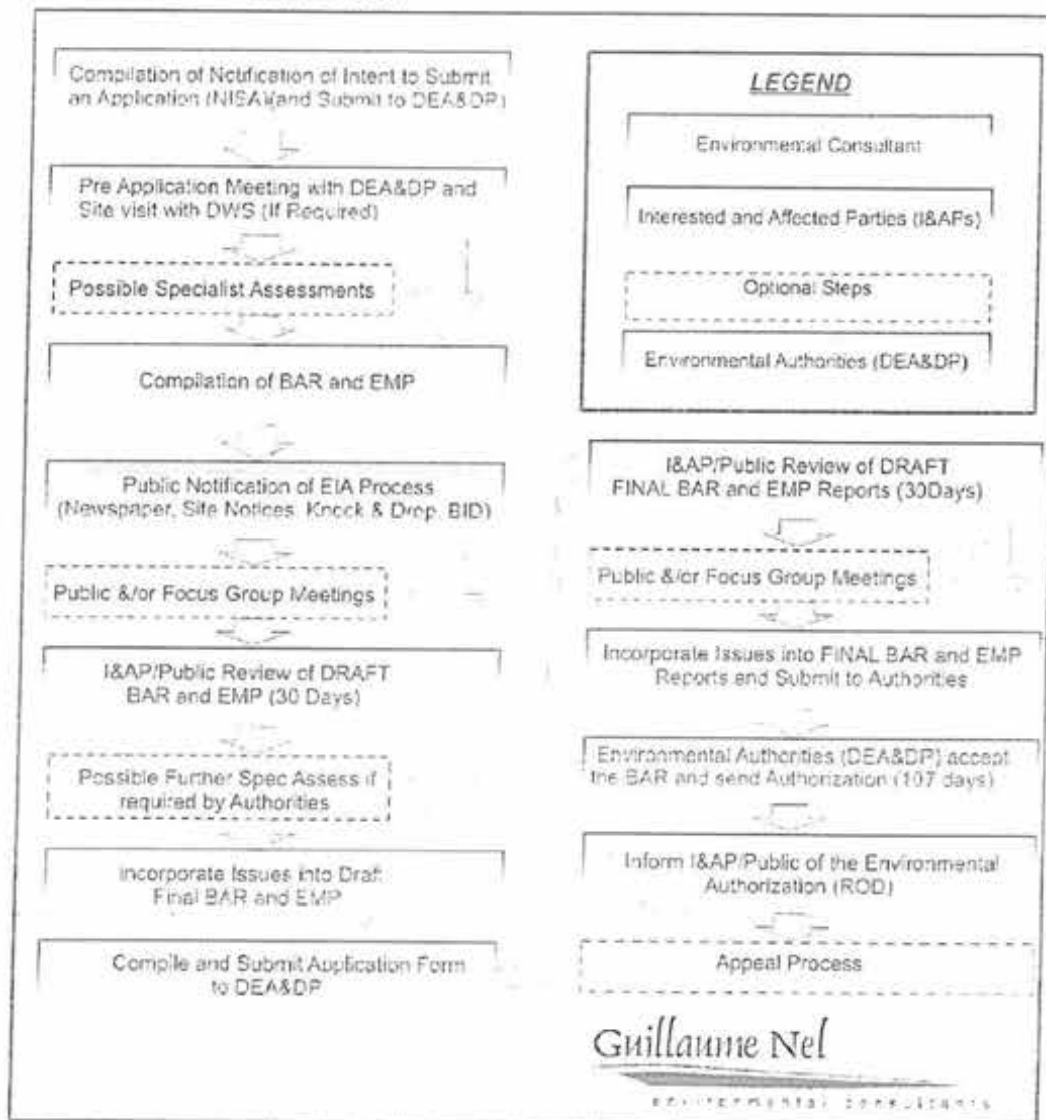 Compilation of Notification of Intent to Submit
an Application (NISA)(and Submit to DEA&DP)
Pre Application Meeting with DEA&DP and
Site visit with DWS (If Required)
Possible Specialist Assessments
Compilation of BAR and EMP
Public Notification of EIA Process
(Newspaper, Site Notices, Knock & Drop, BID)
Public &/or Focus Group Meetings
I&AP/Public Review of DRAFT
BAR and EMP (30 Days)
Possible Further Spec Assess if
required by Authorities
Incorporate Issues into Draft
Final BAR and EMP
Compile and Submit Application Form
to DEA&DP
LEGEND
Environmental Consultant
Interested and Affected Parties (I&APs)
Optional Steps
Environmental Authorities (DEA&DP)
I&AP/Public Review of DRAFT
FINAL BAR and EMP Reports (30Days)
Public &/or Focus Group Meetings
Incorporate Issues into FINAL BAR and EMP
Reports and Submit to Authorities
Environmental Authorities (DEA&DP) accept
the BAR and send Authorization (107 days)
Inform I&AP/Public of the Environmental
Authorization (ROD)
Appeal Process
Guillaume Nel
environmental consultants